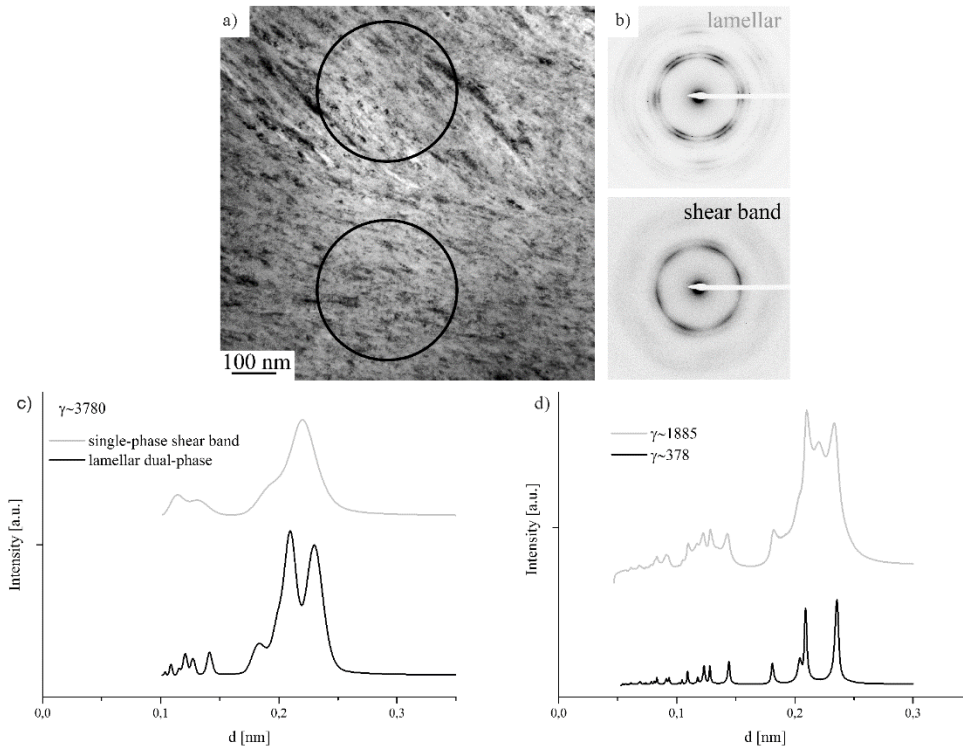 a)
100 nm
b)
lamellar
shear band
c)
γ~3780
single-phase shear band
lamellar dual-phase
Intensity [a.u.]
0,0
0,1
0,2
0,3
d [nm]
d)
γ~1885
γ~378
Intensity [a.u.]
0,0
0,1
0,2
0,3
d [nm]